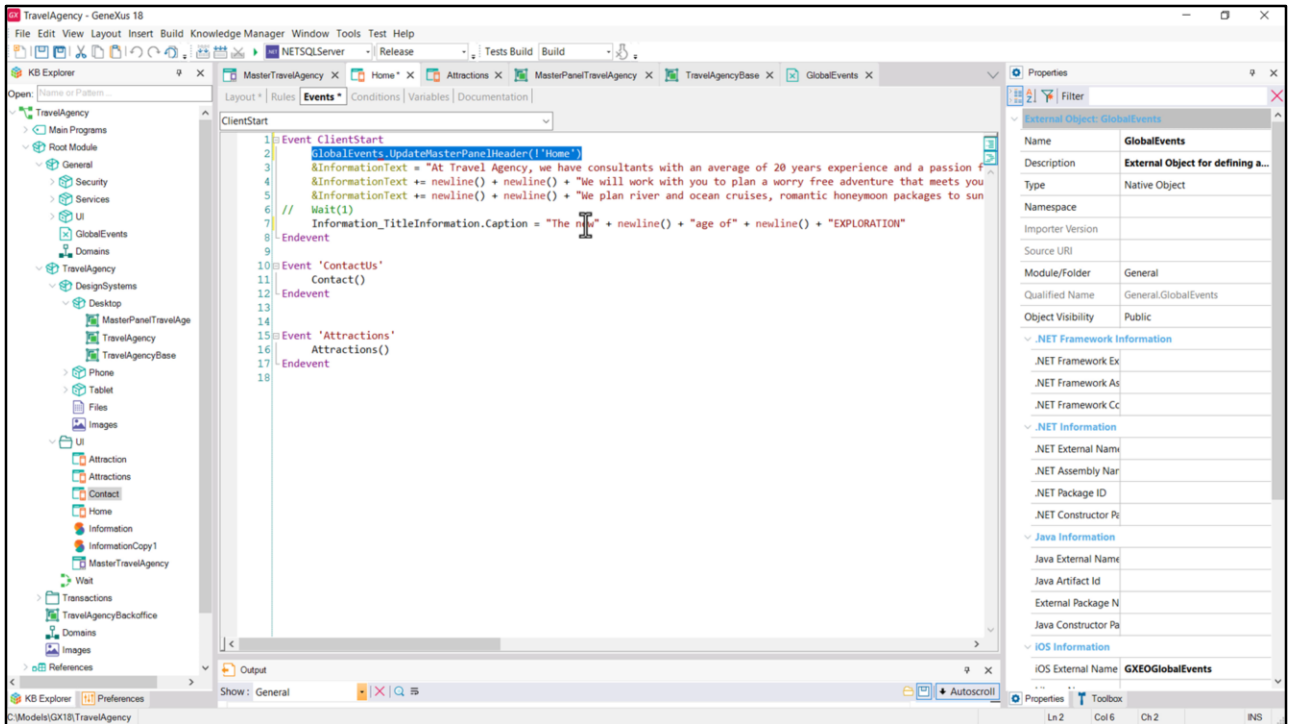 GX TravelAgency - GeneXus 18
File Edit View Layout Insert Build Knowledge Manager Window Tools Test Help
NETSQLServer Release Tests Build Build
KB Explorer
Open: Name or Pattern ...
TravelAgency
Main Programs
Root Module
General
Security
Services
UI
GlobalEvents
Domains
TravelAgency
DesignSystems
Desktop
MasterPanelTravelAge
TravelAgency
TravelAgencyBase
Phone
Tablet
Files
Images
UI
Attraction
Attractions
Contact
Home
Information
InformationCopy1
MasterTravelAgency
Wait
Transactions
TravelAgencyBackoffice
Domains
Images
References
KB Explorer Preferences
MasterTravelAgency X Home* X Attractions X MasterPanelTravelAgency X TravelAgencyBase X GlobalEvents X
Layout * Rules Events * Conditions Variables Documentation
ClientStart
1 Event ClientStart
2 GlobalEvents.UpdateMasterPanelHeader(!'Home')
3 &InformationText = "At Travel Agency, we have consultants with an average of 20 years experience and a passion f
4 &InformationText += newline() + newline() + "We will work with you to plan a worry free adventure that meets you
5 &InformationText += newline() + newline() + "We plan river and ocean cruises, romantic honeymoon packages to sun
6 // Wait(1)
7 Information_TitleInformation.Caption = "The new" + newline() + "age of" + newline() + "EXPLORATION"
8 Endevent
9
10 Event 'ContactUs'
11 Contact()
12 Endevent
13
14
15 Event 'Attractions'
16 Attractions()
17 Endevent
18
Output
Show: General Autoscroll
Properties
Filter
External Object: GlobalEvents
Name GlobalEvents
Description External Object for defining a...
Type Native Object
Namespace
Importer Version
Source URI
Module/Folder General
Qualified Name General.GlobalEvents
Object Visibility Public
.NET Framework Information
.NET Framework Ex
.NET Framework As
.NET Framework Cc
.NET Information
.NET External Name
.NET Assembly Nar
.NET Package ID
.NET Constructor Pa
Java Information
Java External Name
Java Artifact Id
External Package N
Java Constructor Pa
iOS Information
iOS External Name GXEOGlobalEvents
Properties Toolbox
C:\Models\GX18\TravelAgency Ln 2 Col 6 Ch 2 INS